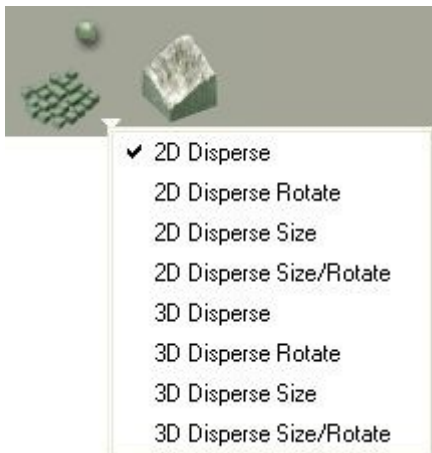 2D Disperse
2D Disperse Rotate
2D Disperse Size
2D Disperse Size/Rotate
3D Disperse
3D Disperse Rotate
3D Disperse Size
3D Disperse Size/Rotate